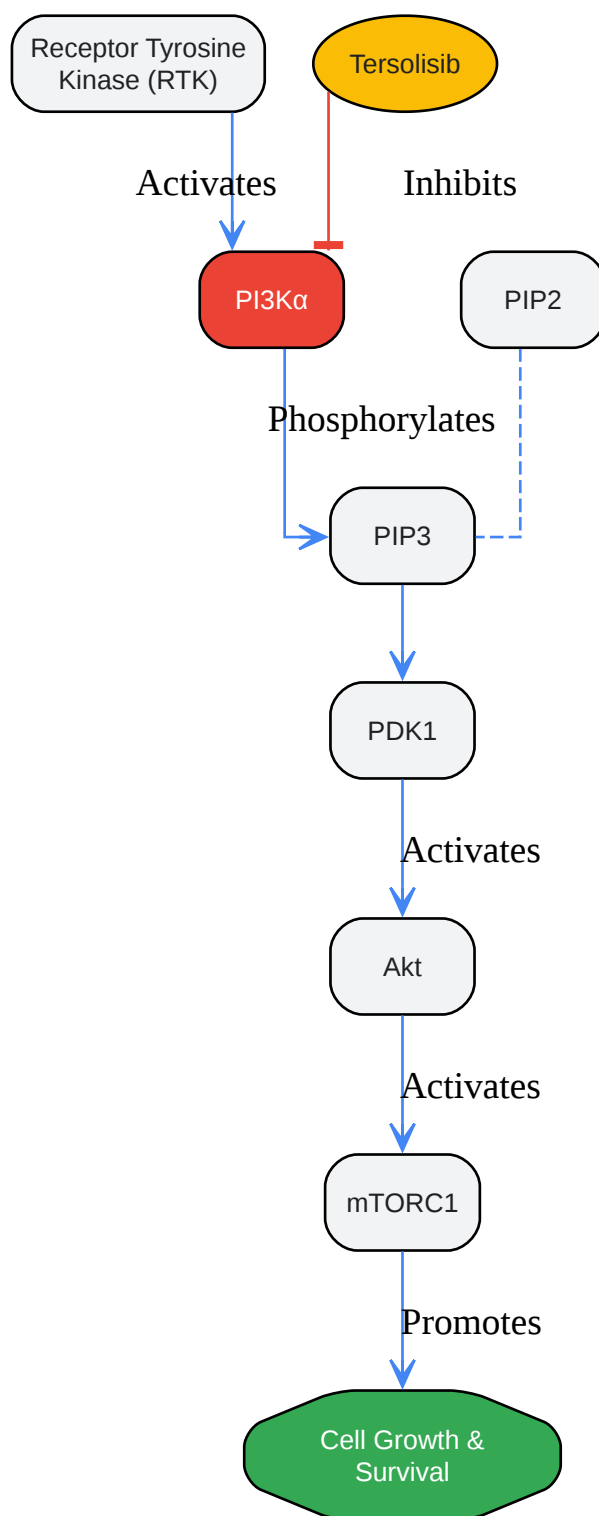 Receptor Tyrosine
Kinase (RTK)
Tersolisib
Activates
Inhibits
PI3Kα
PIP2
Phosphorylates
PIP3
PDK1
Activates
Akt
Activates
mTORC1
Promotes
Cell Growth &
Survival